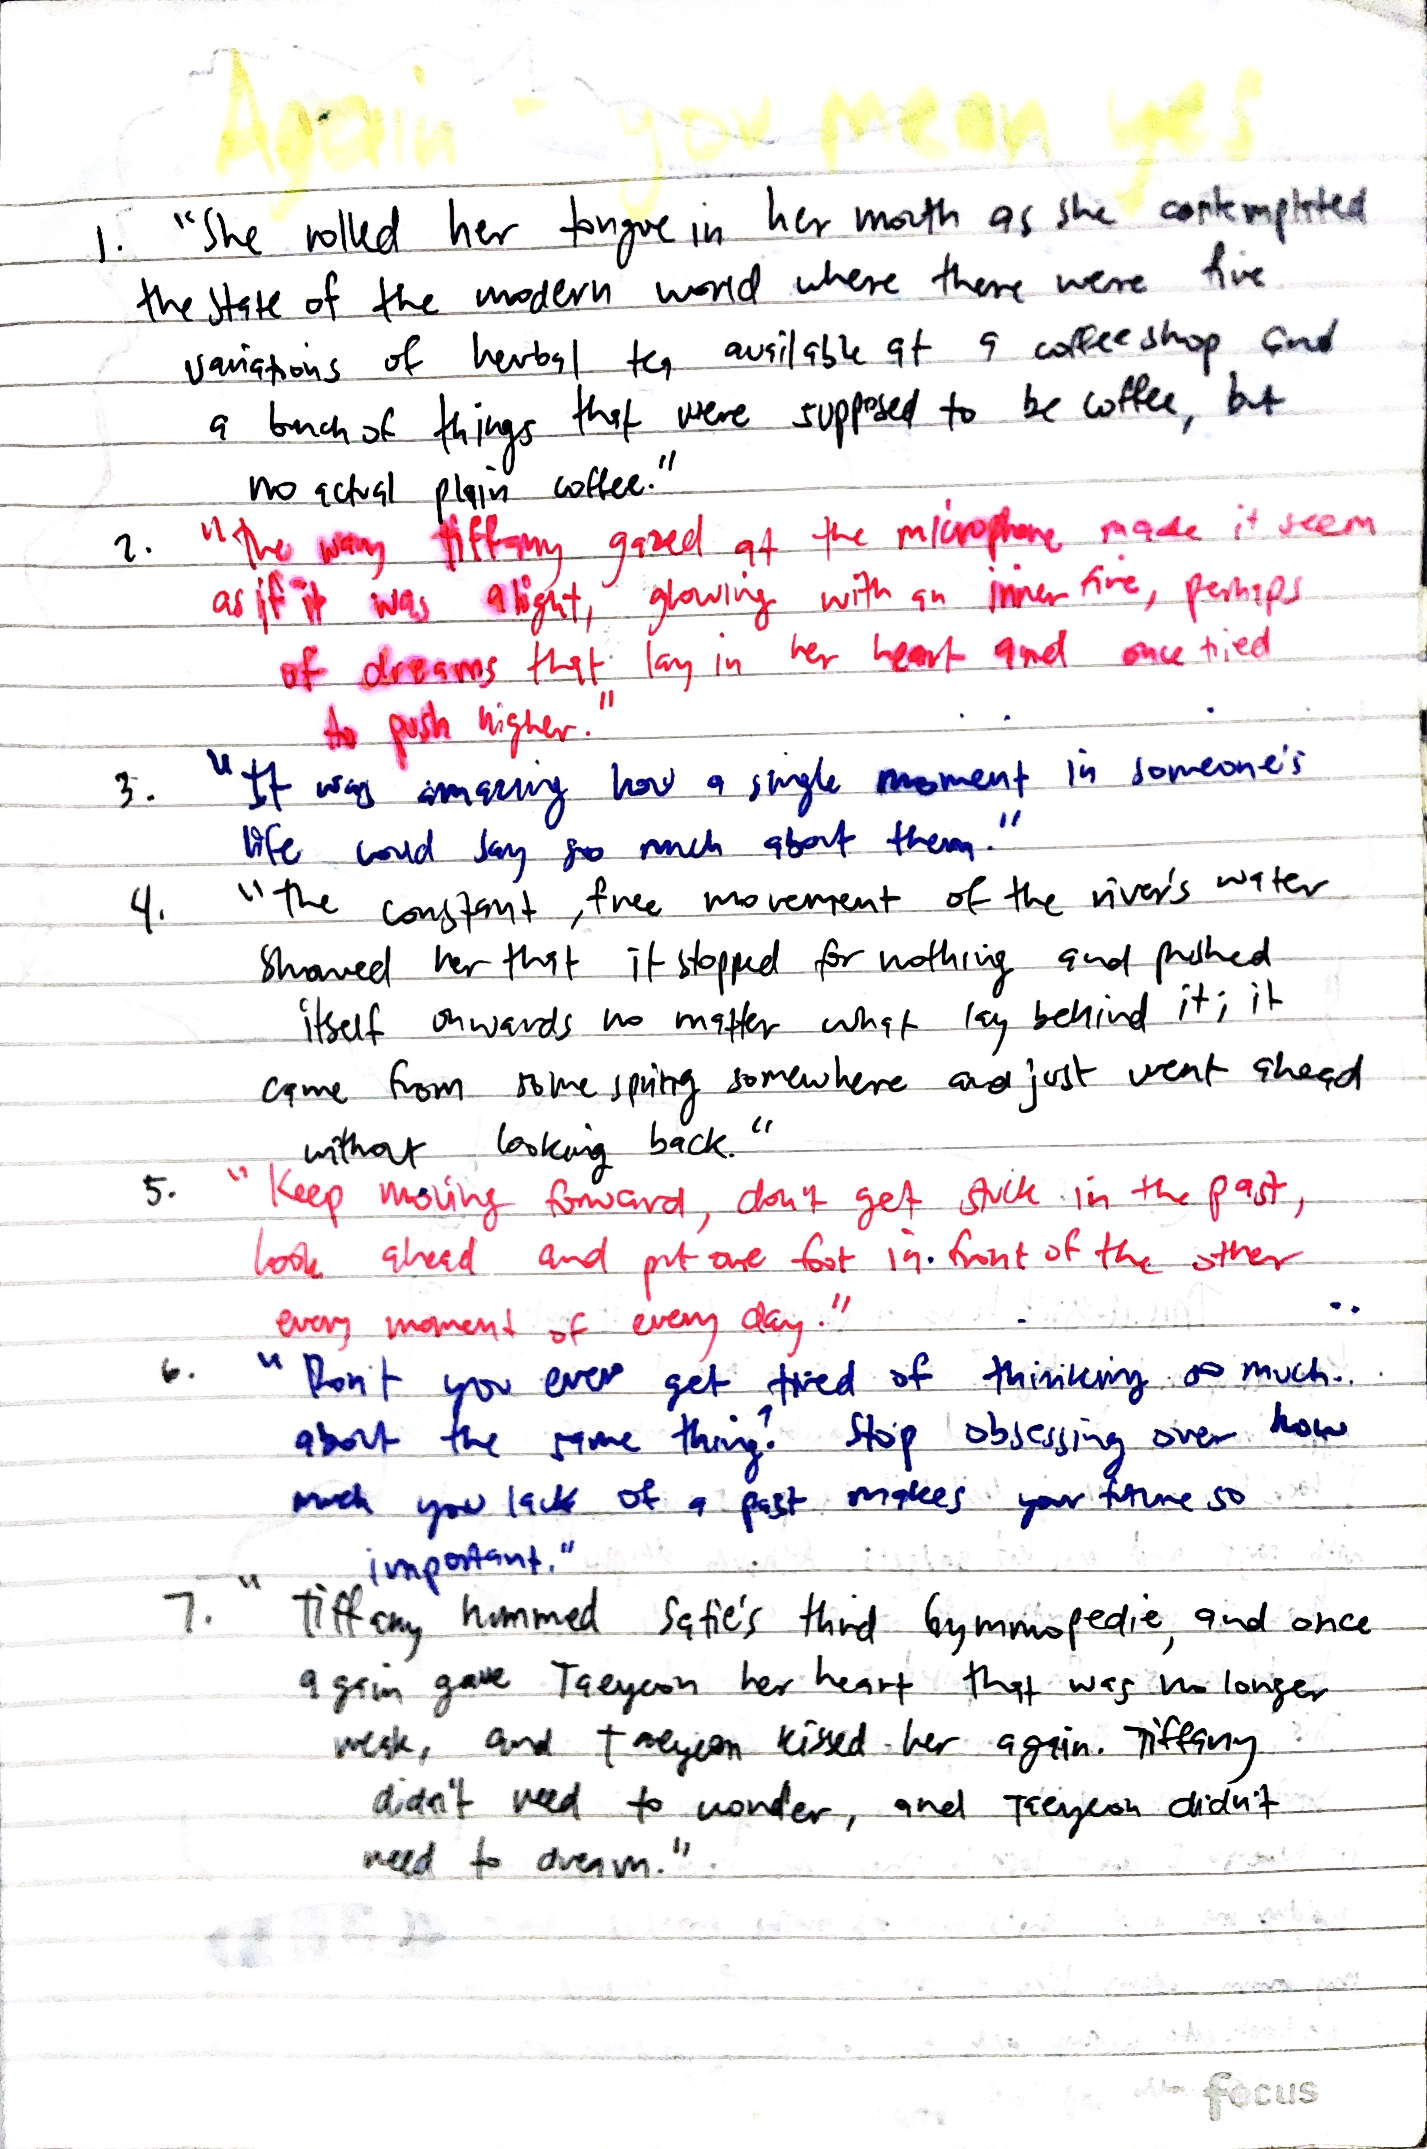 Again - you mean yes
1. "She rolled her tongue in her mouth as she contemplated
the state of the modern world where there were five
variations of herbal tea available at a coffee shop and
a bunch of things that were supposed to be coffee, but
no actual plain coffee."
2. "The way Tiffany gazed at the microphone made it seem
as if it was alight, glowing with an inner fire, perhaps
of dreams that lay in her heart and once tried
to push higher."
3. "It was amazing how a single moment in someone's
life could say so much about them."
4. "The constant, free movement of the river's water
showed her that it stopped for nothing and pushed
itself onwards no matter what lay behind it; it
came from some spring somewhere and just went ahead
without looking back."
5. "Keep moving forward, don't get stuck in the past,
look ahead and put one foot in front of the other
every moment of every day."
6. "Don't you ever get tired of thinking so much
about the same thing? Stop obsessing over how
much you lack of a past makes your future so
important."
7. "Tiffany hummed Satie's third Gymmopedie, and once
again gave Taeyeon her heart that was no longer
weak, and Taeyeon kissed her again. Tiffany
didn't need to wonder, and Taeyeon didn't
need to dream."
focus